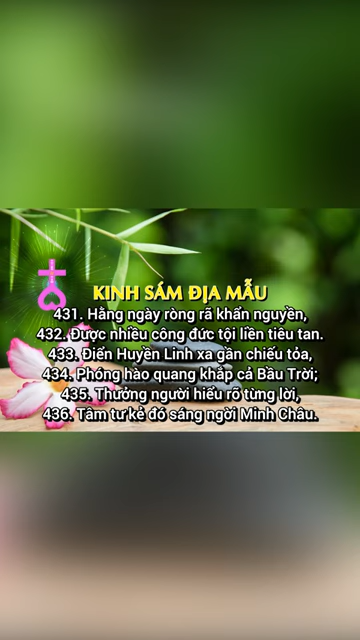 KINH SÁM ĐỊA MẪU
431. Hằng ngày ròng rã khấn nguyền,
432. Được nhiều công đức tội liền tiêu tan.
433. Điển Huyền Linh xa gần chiếu tỏa,
434. Phóng hào quang khắp cả Bầu Trời;
435. Thưởng người hiểu rõ từng lời,
436. Tâm tư kẻ đó sáng ngời Minh Châu.